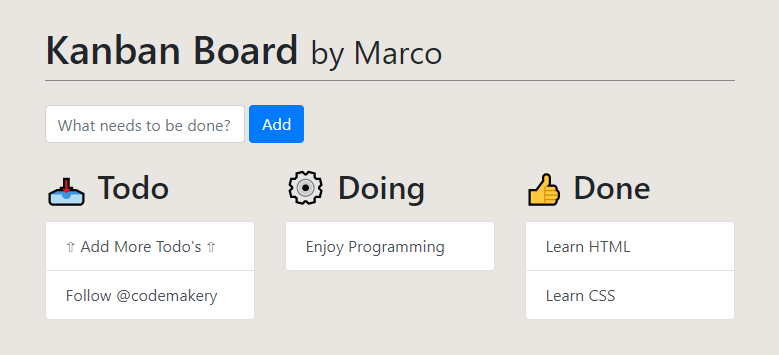 Kanban Board by Marco
What needs to be done? Add
Todo
⇧ Add More Todo's ⇧
Follow @codemakery
Doing
Enjoy Programming
Done
Learn HTML
Learn CSS